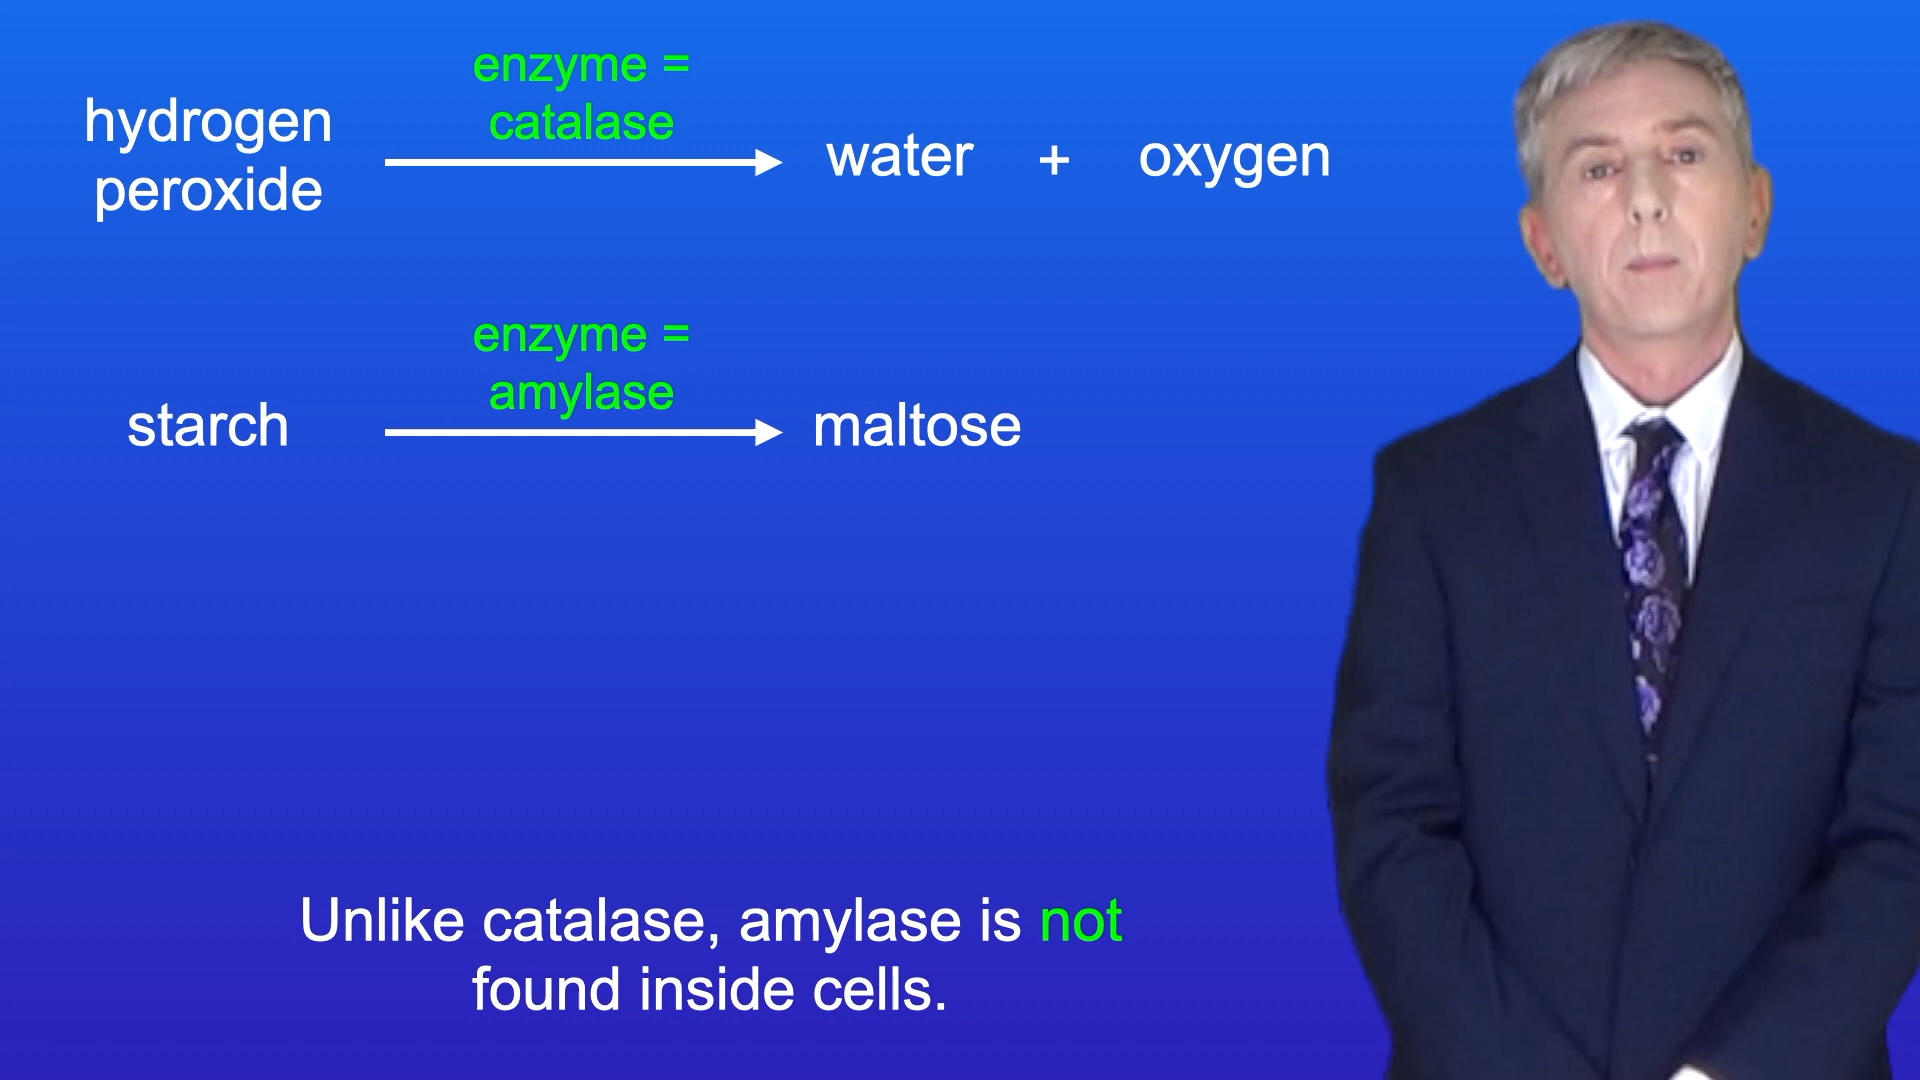 enzyme =
catalase
hydrogen
peroxide
water + oxygen
enzyme =
amylase
starch
maltose
Unlike catalase, amylase is not
found inside cells.